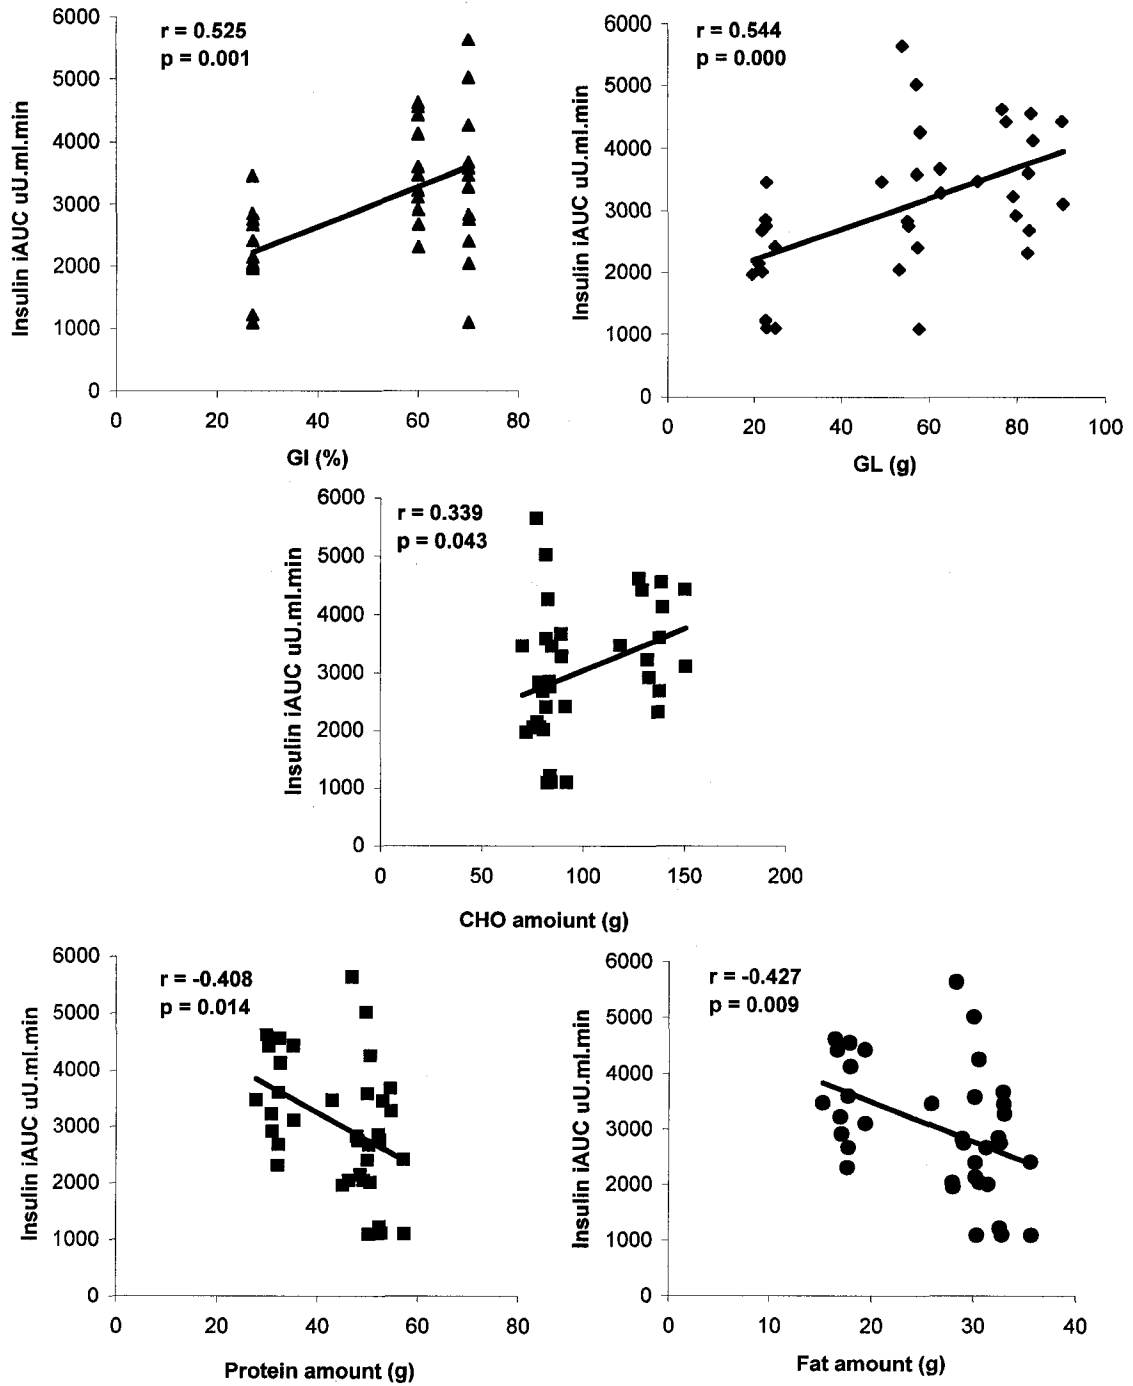 r = 0.525
p = 0.001
6000
5000
4000
3000
2000
1000
0
Insulin iAUC uU.ml.min
0 20 40 60 80
GI (%)
r = 0.544
p = 0.000
6000
5000
4000
3000
2000
1000
0
Insulin iAUC uU.ml.min
0 20 40 60 80 100
GL (g)
r = 0.339
p = 0.043
6000
5000
4000
3000
2000
1000
0
Insulin iAUC uU.ml.min
0 50 100 150 200
CHO amoiunt (g)
r = -0.408
p = 0.014
6000
5000
4000
3000
2000
1000
0
Insulin iAUC uU.ml.min
0 20 40 60 80
Protein amount (g)
r = -0.427
p = 0.009
6000
5000
4000
3000
2000
1000
0
Insulin iAUC uU.ml.min
0 10 20 30 40
Fat amount (g)